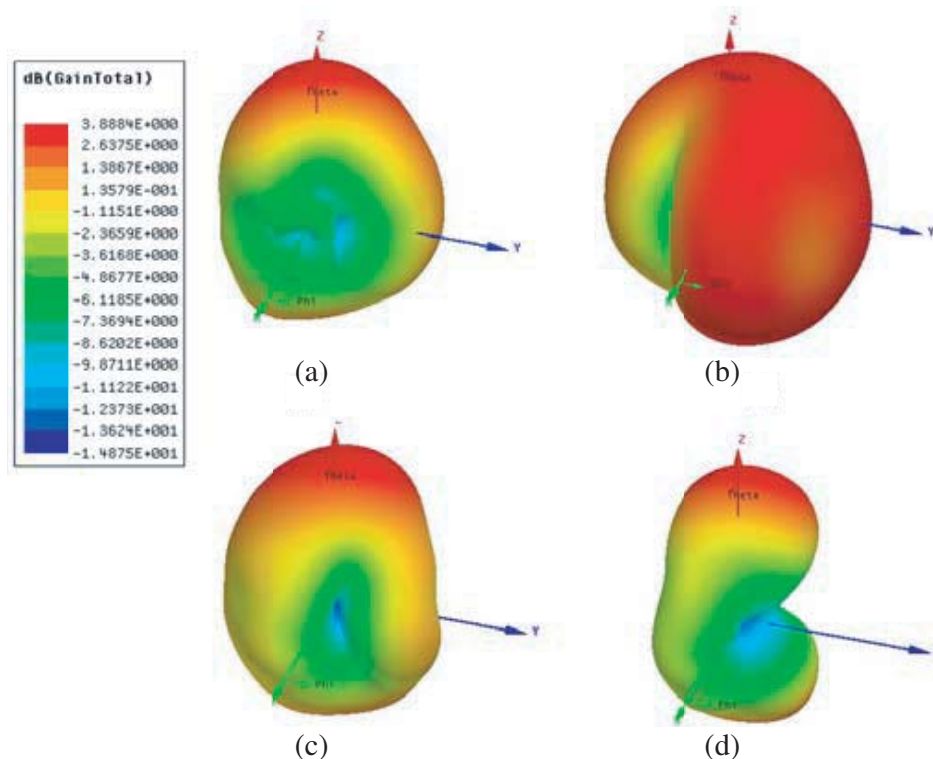 dB(GainTotal)
3.8884E+000
2.6375E+000
1.3867E+000
1.3579E-001
-1.1151E+000
-2.3659E+000
-3.6168E+000
-4.8677E+000
-6.1185E+000
-7.3694E+000
-8.6202E+000
-9.8711E+000
-1.1122E+001
-1.2373E+001
-1.3624E+001
-1.4875E+001
Z
Theta
Y
Phi
(a)
Z
Theta
Y
(b)
Theta
Y
Phi
(c)
Z
Theta
Phi
(d)